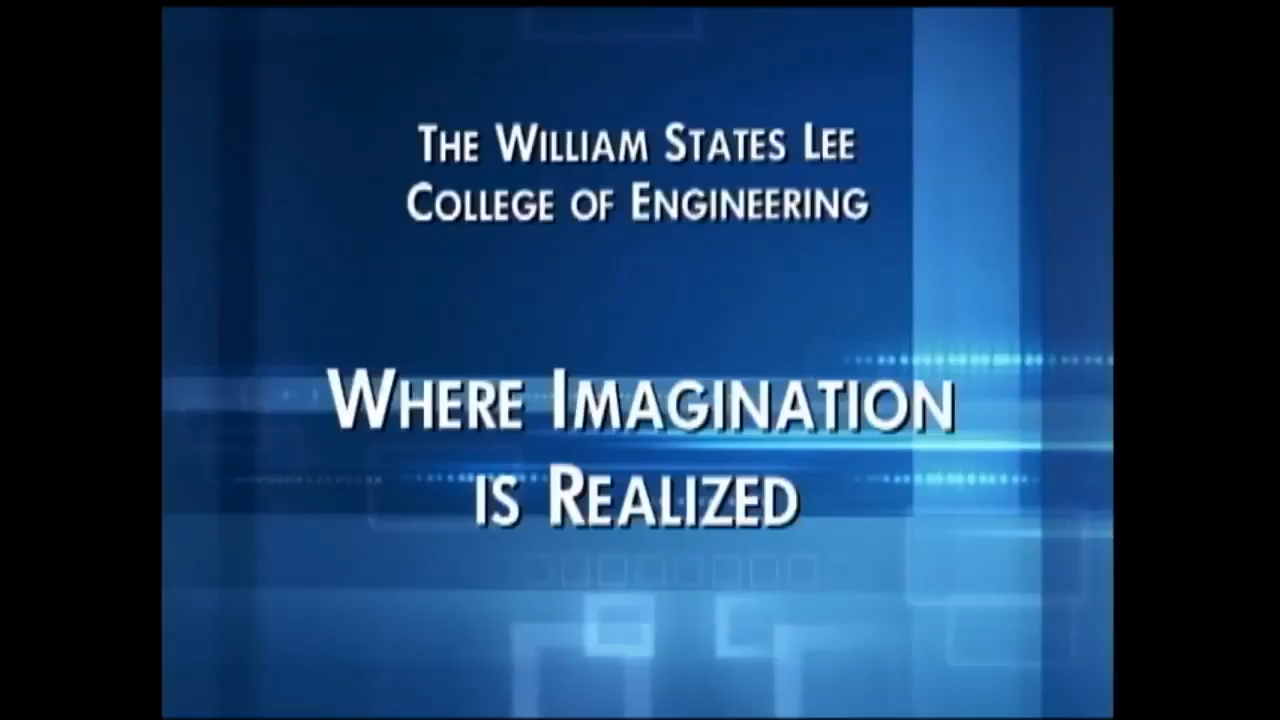 THE WILLIAM STATES LEE
COLLEGE OF ENGINEERING
WHERE IMAGINATION
IS REALIZED